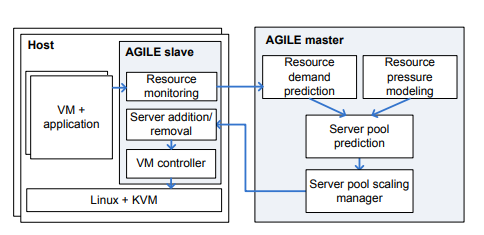 Host
AGILE slave
Resource
monitoring
VM +
application
Server addition/
removal
VM controller
Linux + KVM
AGILE master
Resource
demand
prediction
Resource
pressure
modeling
Server pool
prediction
Server pool scaling
manager